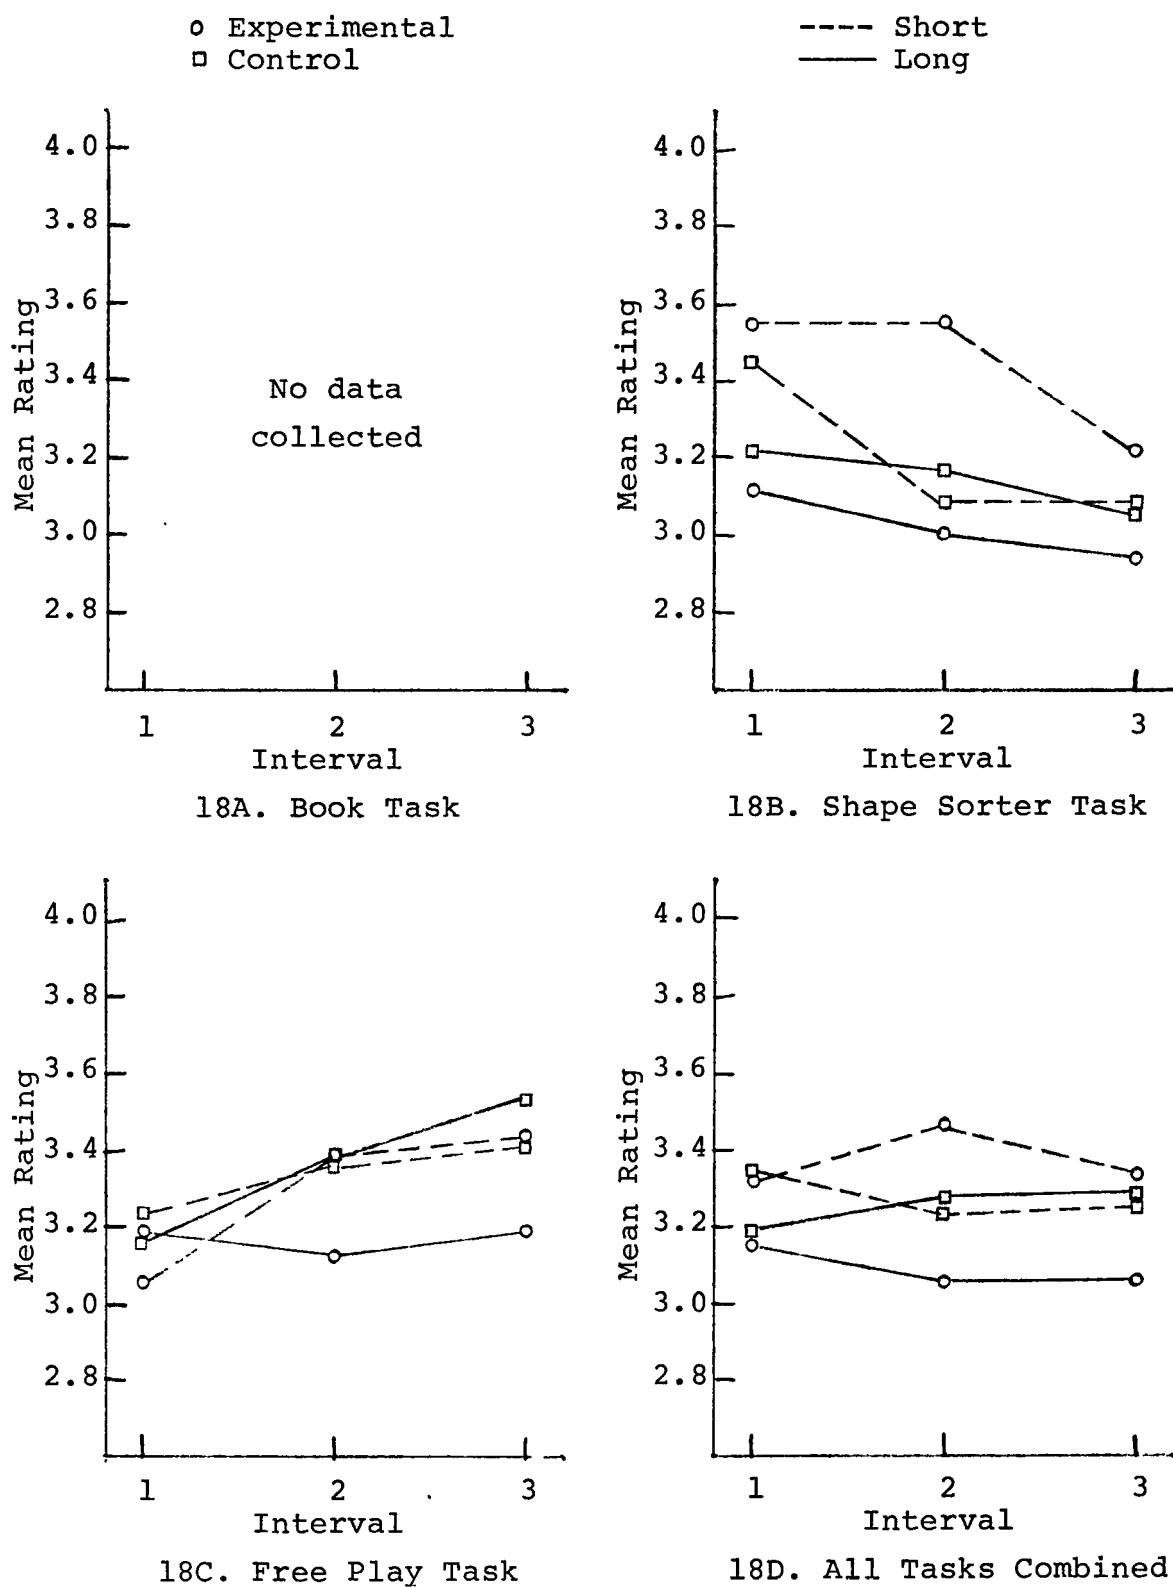 o Experimental
□ Control
---- Short
—— Long
4.0
3.8
3.6
3.4
3.2
3.0
2.8
Mean Rating
No data
collected
1 2 3
Interval
18A. Book Task
4.0
3.8
3.6
3.4
3.2
3.0
2.8
Mean Rating
1 2 3
Interval
18B. Shape Sorter Task
4.0
3.8
3.6
3.4
3.2
3.0
2.8
Mean Rating
1 2 3
Interval
18C. Free Play Task
4.0
3.8
3.6
3.4
3.2
3.0
2.8
Mean Rating
1 2 3
Interval
18D. All Tasks Combined